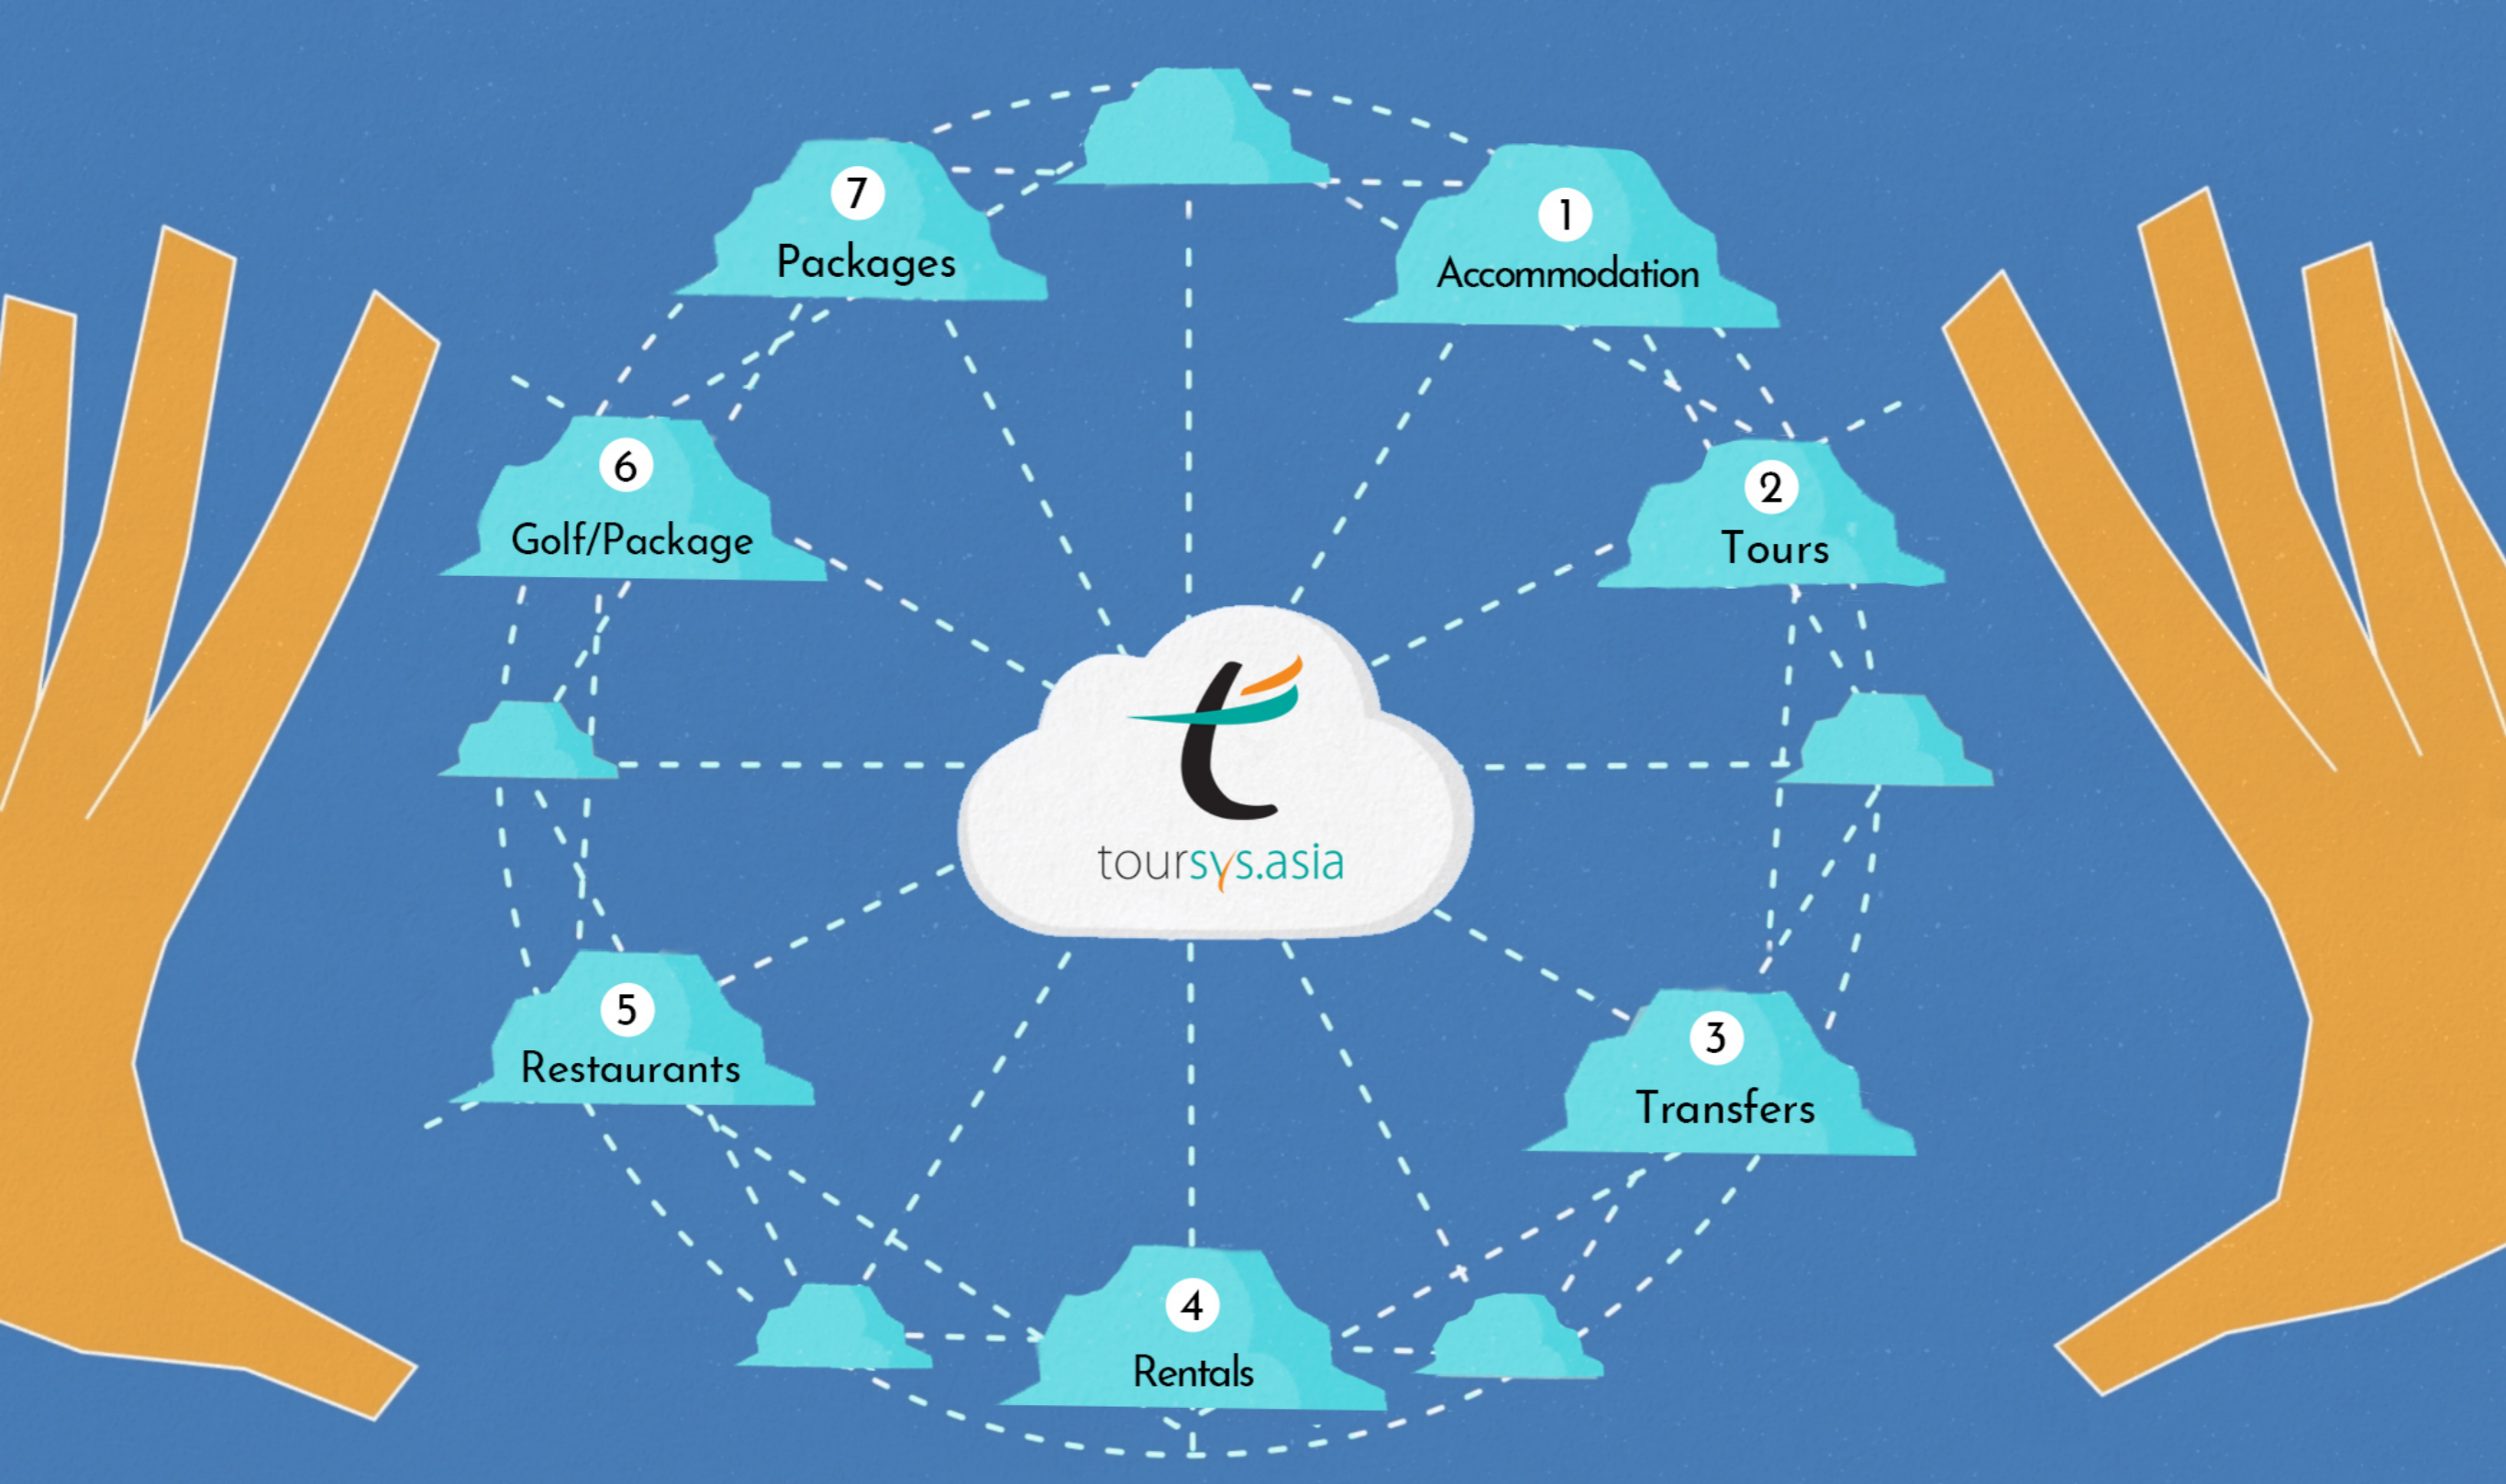 1
Accommodation
2
Tours
3
Transfers
4
Rentals
5
Restaurants
6
Golf/Package
7
Packages
t
toursys.asia